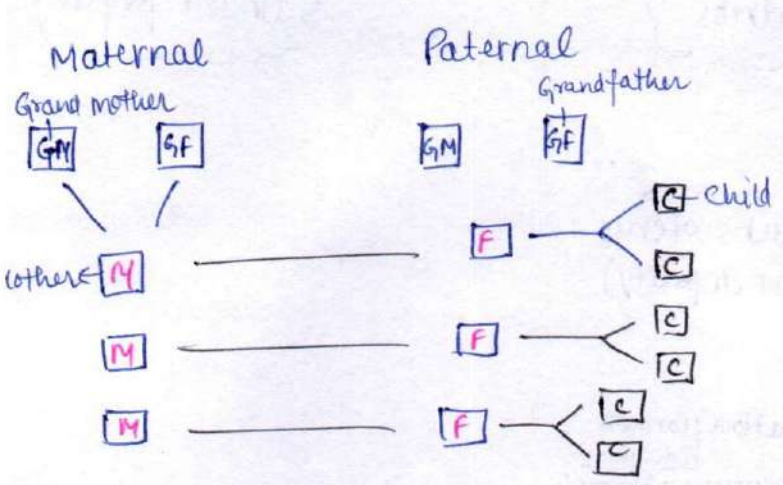 Maternal Paternal
Grand mother Grandfather
GM GF GM GF
C Child
F
M C
C
M F C
C
M F C